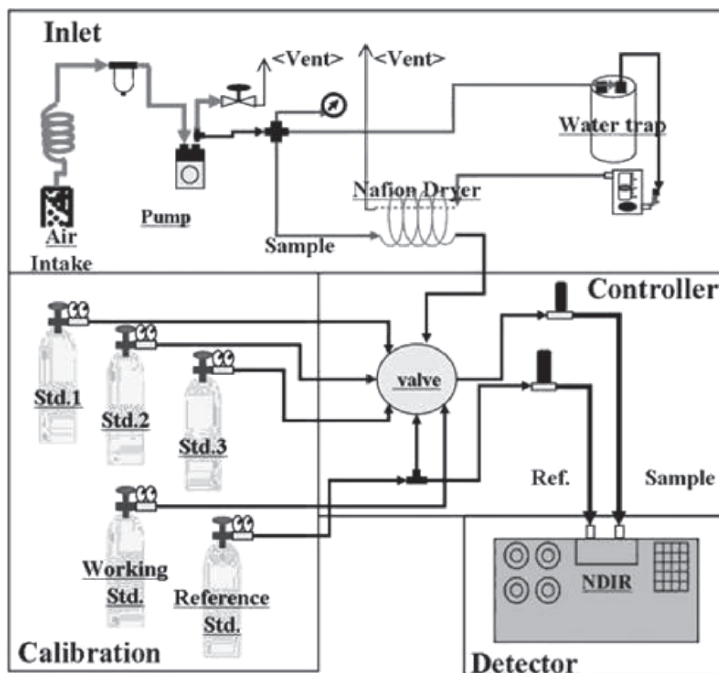 Inlet
<Vent>
<Vent>
Water trap
Nafion Dryer
Pump
Sample
Air
Intake
Controller
Std.1
Std.2
Std.3
valve
Ref.
Sample
Working
Std.
Reference
Std.
NDIR
Calibration
Detector